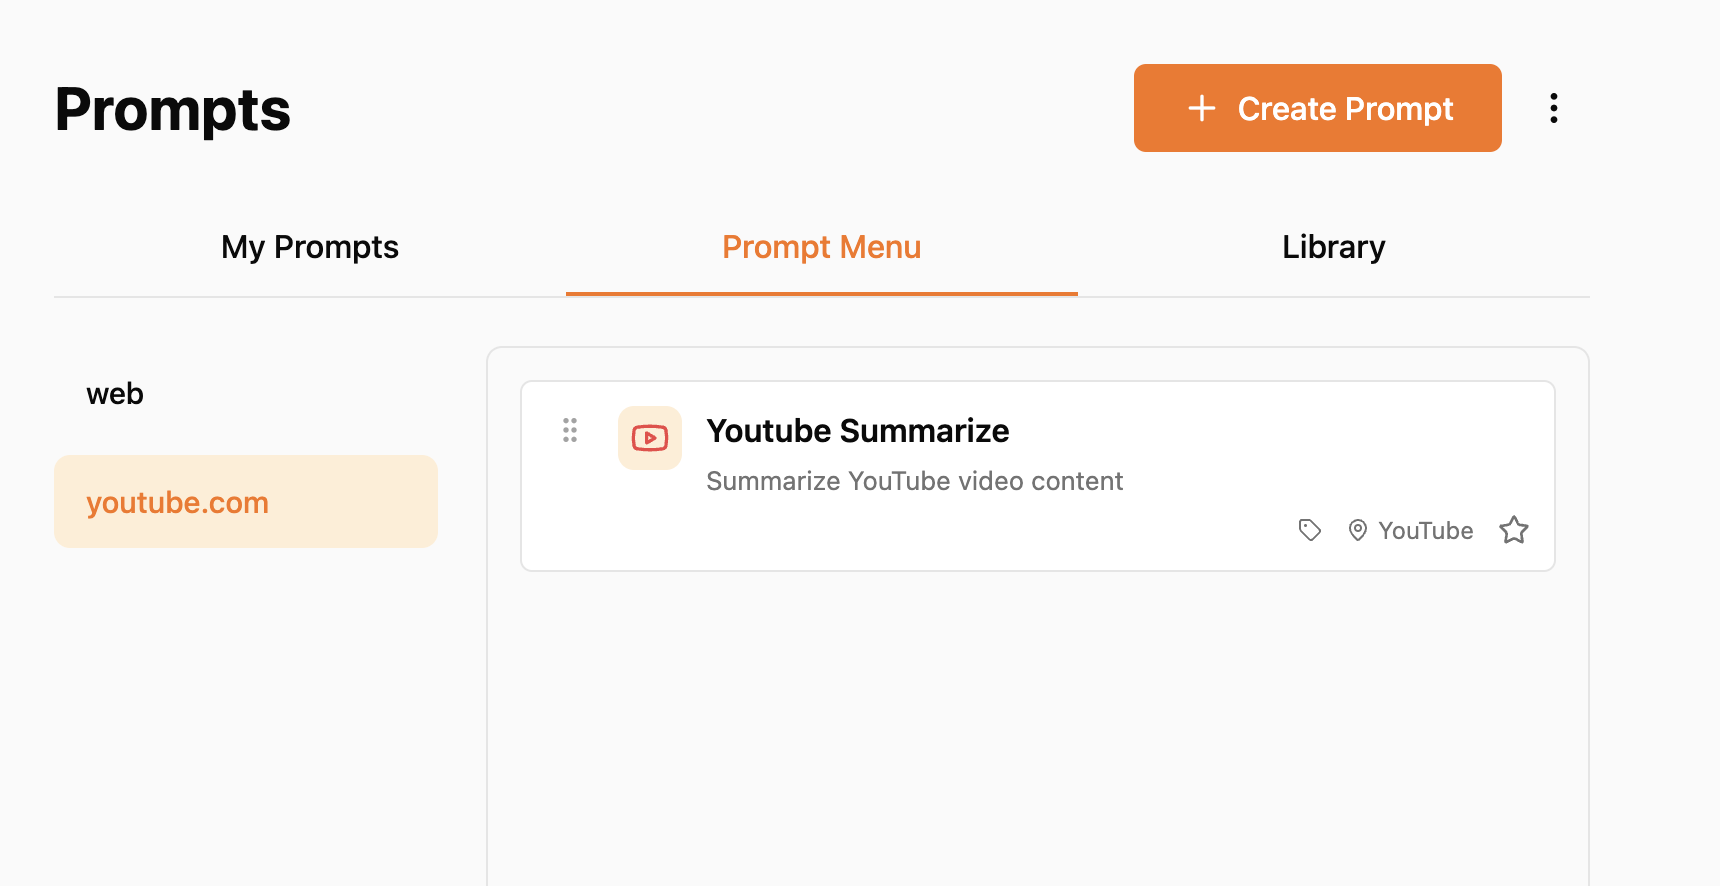 Prompts
Create Prompt
My Prompts
Prompt Menu
Library
web
youtube.com
Youtube Summarize
Summarize YouTube video content
YouTube